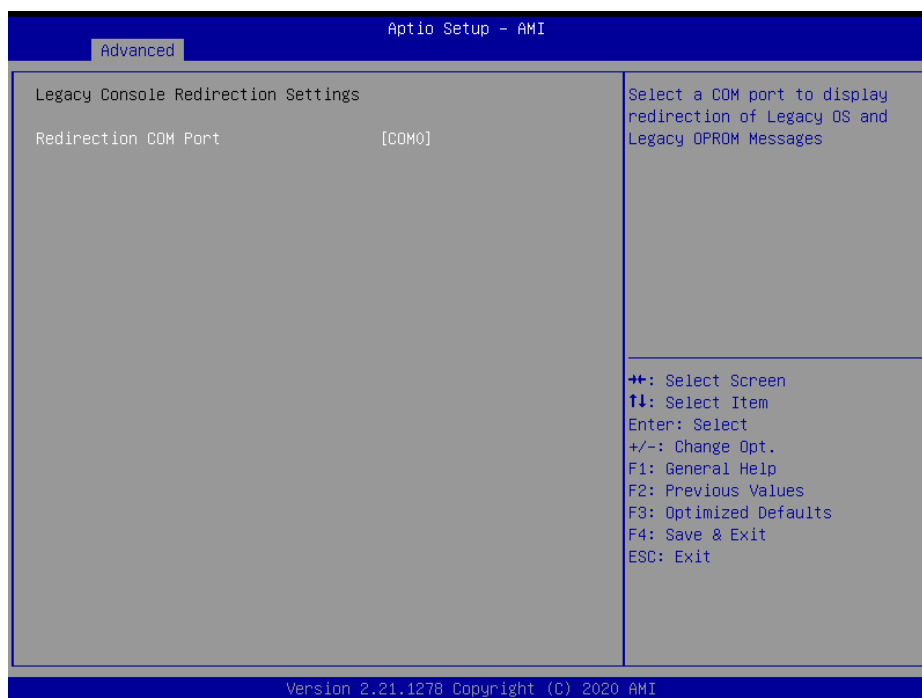 Aptio Setup – AMI
Advanced
Legacy Console Redirection Settings
Redirection COM Port [COM0]
Select a COM port to display
redirection of Legacy OS and
Legacy OPROM Messages
→←: Select Screen
↑↓: Select Item
Enter: Select
+/-: Change Opt.
F1: General Help
F2: Previous Values
F3: Optimized Defaults
F4: Save & Exit
ESC: Exit
Version 2.21.1278 Copyright (C) 2020 AMI